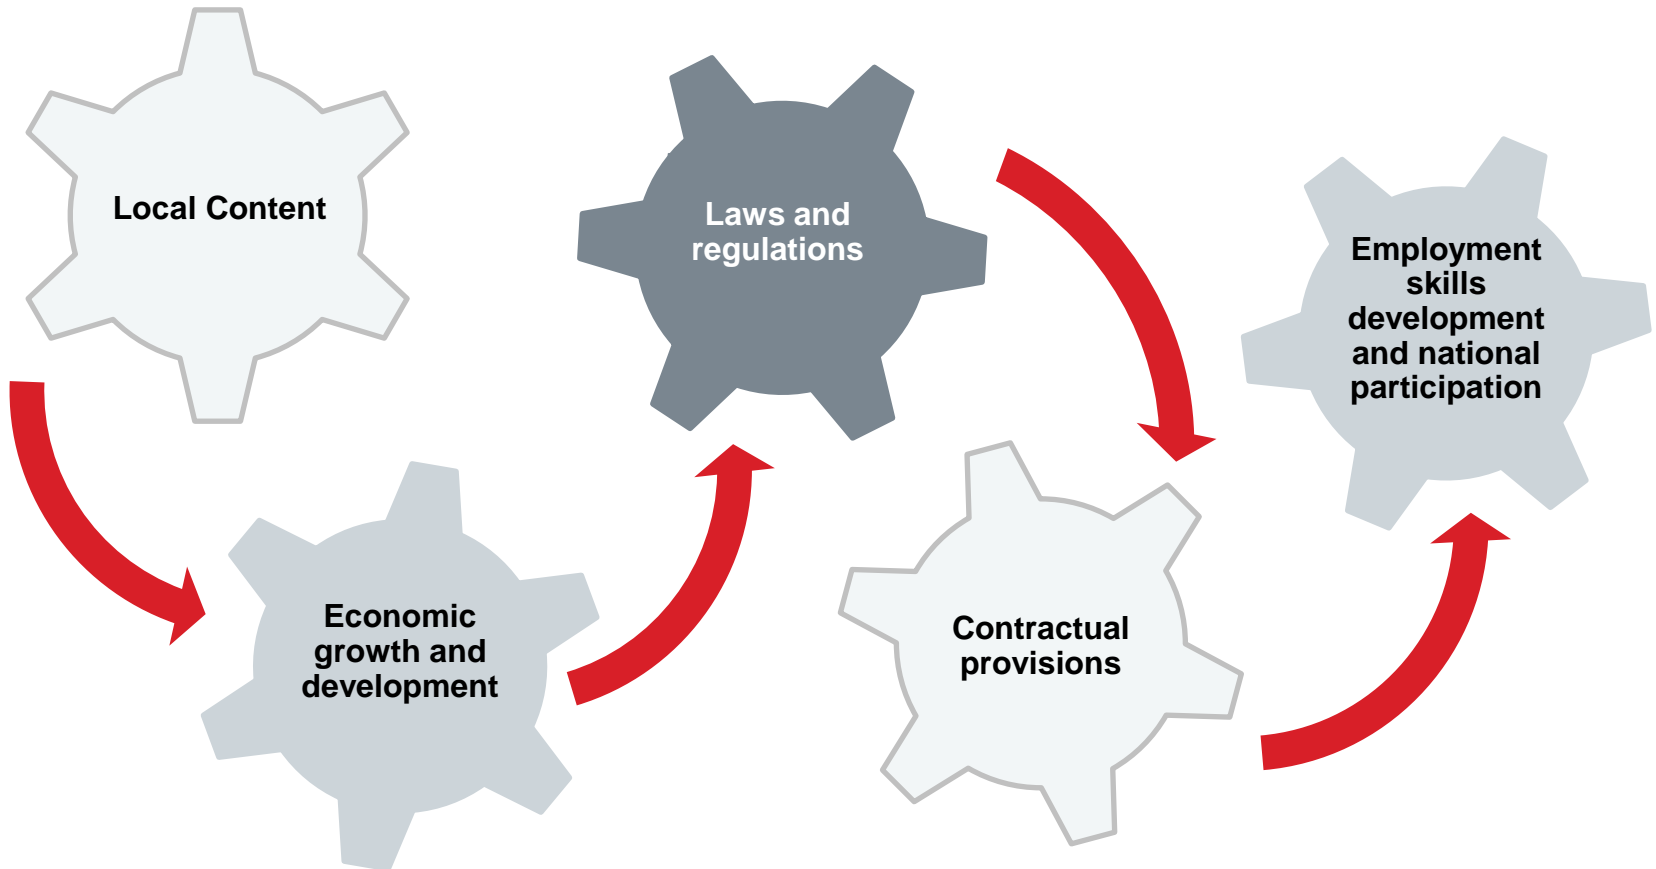 Local Content
Economic
growth and
development
Laws and
regulations
Contractual
provisions
Employment
skills
development
and national
participation